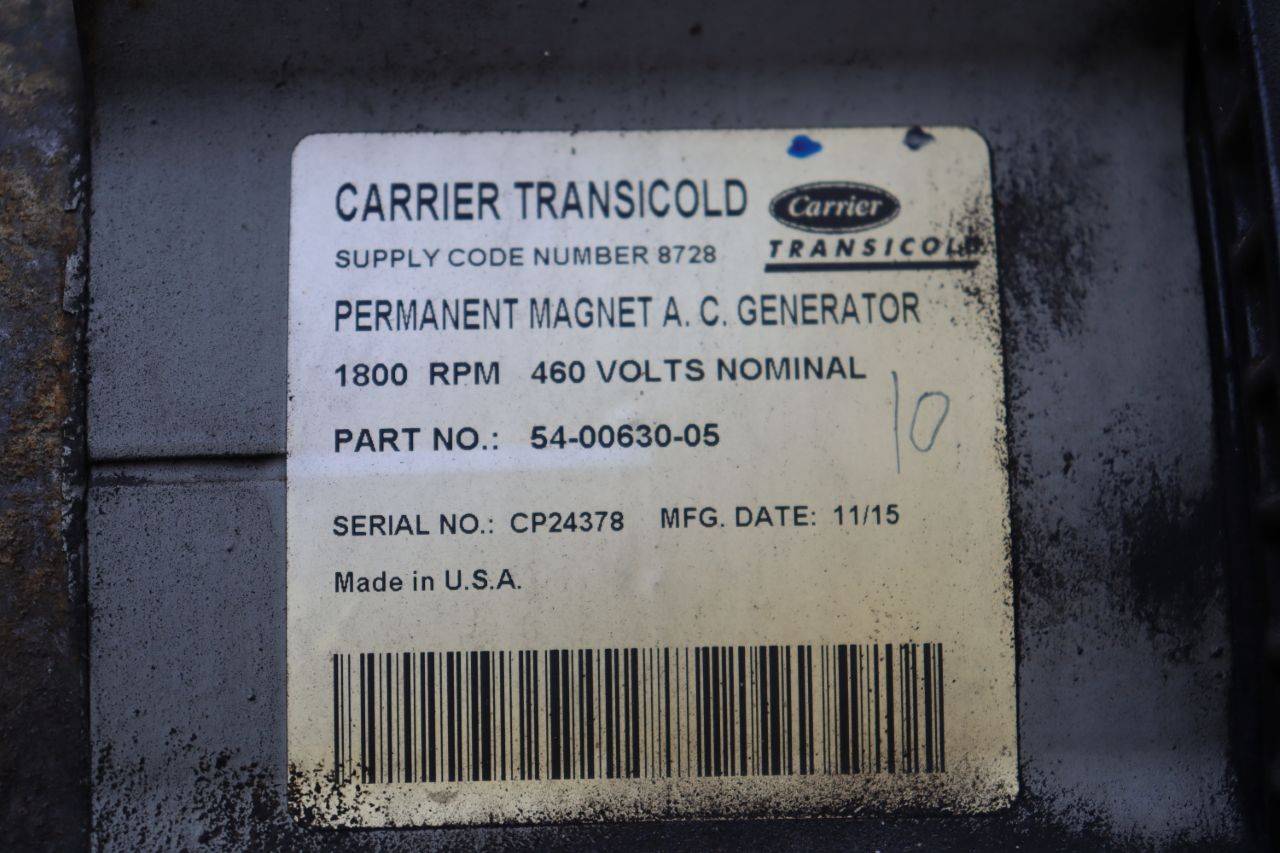 CARRIER TRANSICOLD
Carrier
TRANSICOLD
SUPPLY CODE NUMBER 8728
PERMANENT MAGNET A. C. GENERATOR
1800 RPM 460 VOLTS NOMINAL
10
PART NO.: 54-00630-05
SERIAL NO.: CP24378 MFG. DATE: 11/15
Made in U.S.A.